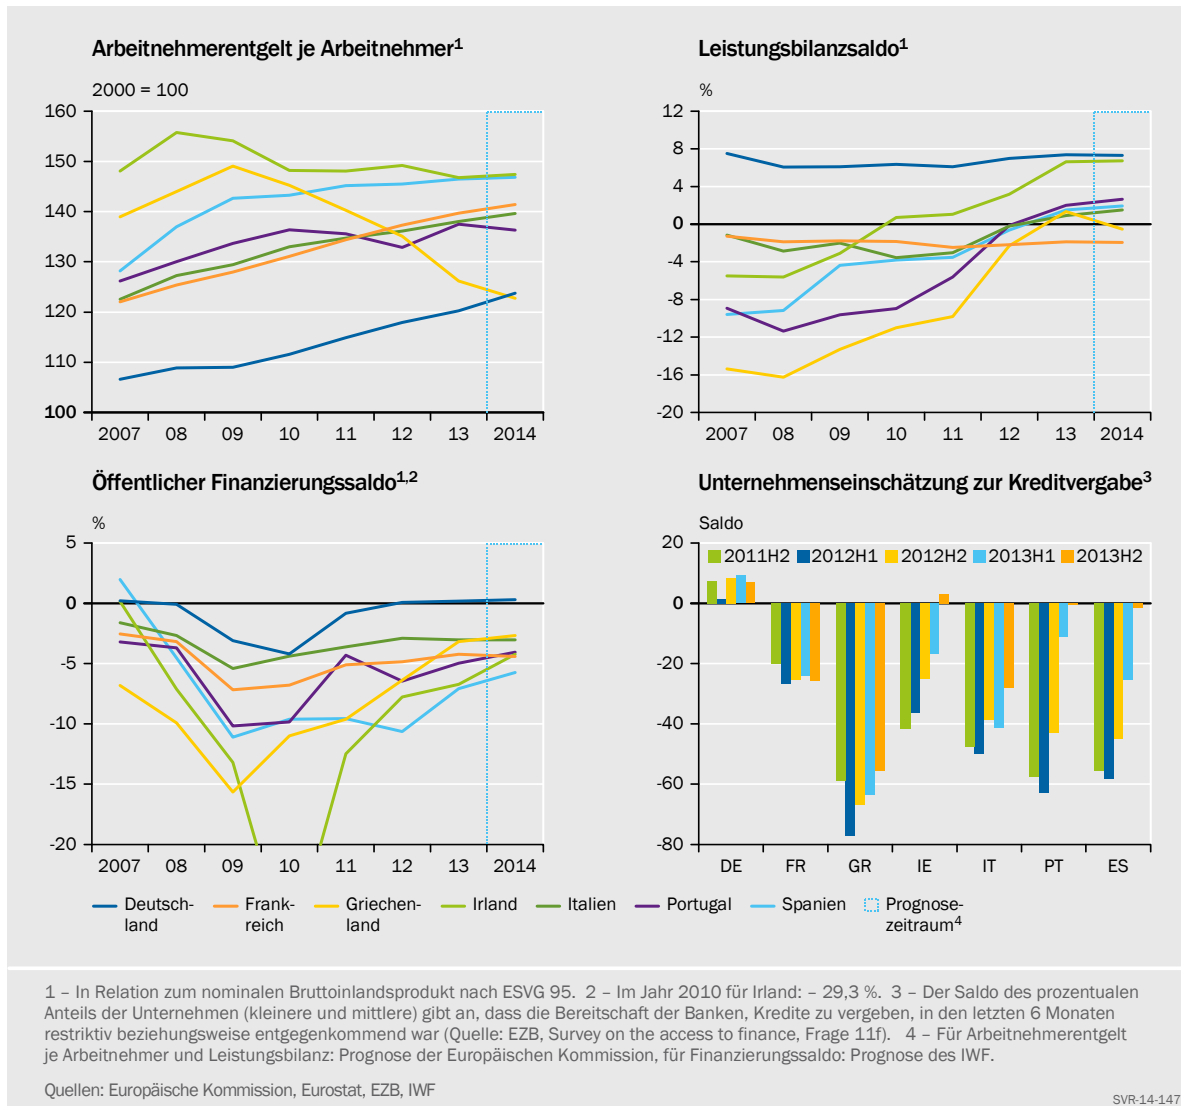 Arbeitnehmerentgelt je Arbeitnehmer1
2000 = 100
160
150
140
130
120
110
100
2007 08 09 10 11 12 13 2014
Leistungsbilanzsaldo1
%
12
8
4
0
-4
-8
-12
-16
-20
2007 08 09 10 11 12 13 2014
Öffentlicher Finanzierungssaldo1,2
%
5
0
-5
-10
-15
-20
2007 08 09 10 11 12 13 2014
Unternehmenseinschätzung zur Kreditvergabe3
Saldo
20
0
-20
-40
-60
-80
2011H2 2012H1 2012H2 2013H1 2013H2
DE FR GR IE IT PT ES
Deutsch-
land
Frank-
reich
Griechen-
land
Irland
Italien
Portugal
Spanien
Prognose-
zeitraum4
1 – In Relation zum nominalen Bruttoinlandsprodukt nach ESVG 95. 2 – Im Jahr 2010 für Irland: – 29,3 %. 3 – Der Saldo des prozentualen
Anteils der Unternehmen (kleinere und mittlere) gibt an, dass die Bereitschaft der Banken, Kredite zu vergeben, in den letzten 6 Monaten
restriktiv beziehungsweise entgegenkommend war (Quelle: EZB, Survey on the access to finance, Frage 11f). 4 – Für Arbeitnehmerentgelt
je Arbeitnehmer und Leistungsbilanz: Prognose der Europäischen Kommission, für Finanzierungssaldo: Prognose des IWF.
Quellen: Europäische Kommission, Eurostat, EZB, IWF
SVR-14-147